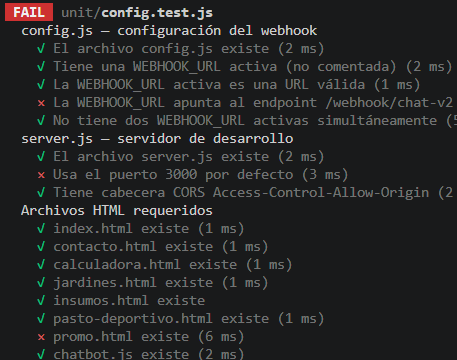 FAIL unit/config.test.js
config.js — configuración del webhook
√ El archivo config.js existe (2 ms)
√ Tiene una WEBHOOK_URL activa (no comentada) (2 ms)
√ La WEBHOOK_URL activa es una URL válida (1 ms)
× La WEBHOOK_URL apunta al endpoint /webhook/chat-v2
√ No tiene dos WEBHOOK_URL activas simultáneamente (5
server.js — servidor de desarrollo
√ El archivo server.js existe (2 ms)
× Usa el puerto 3000 por defecto (3 ms)
√ Tiene cabecera CORS Access-Control-Allow-Origin (2
Archivos HTML requeridos
√ index.html existe (1 ms)
√ contacto.html existe (1 ms)
√ calculadora.html existe (1 ms)
√ jardines.html existe (1 ms)
√ insumos.html existe
√ pasto-deportivo.html existe (1 ms)
× promo.html existe (6 ms)
√ chatbot.js existe (2 ms)